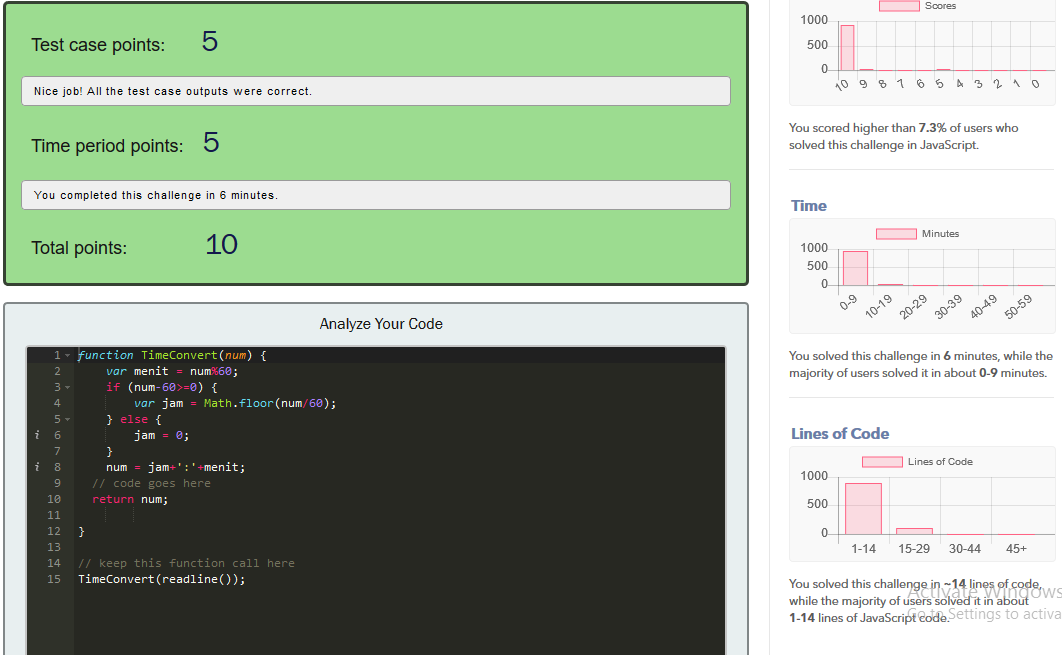 Test case points: 5
Nice job! All the test case outputs were correct.
Time period points: 5
You completed this challenge in 6 minutes.
Total points: 10
Analyze Your Code
1 function TimeConvert(num) {
2 var menit = num%60;
3 if (num-60>=0) {
4 var jam = Math.floor(num/60);
5 } else {
i 6 jam = 0;
7 }
i 8 num = jam+':'+menit;
9 // code goes here
10 return num;
11
12 }
13
14 // keep this function call here
15 TimeConvert(readline());
Scores
1000
500
0
10 9 8 7 6 5 4 3 2 1 0
You scored higher than 7.3% of users who
solved this challenge in JavaScript.
Time
Minutes
1000
500
0
0-9 10-19 20-29 30-39 40-49 50-59
You solved this challenge in 6 minutes, while the
majority of users solved it in about 0-9 minutes.
Lines of Code
Lines of Code
1000
500
0
1-14 15-29 30-44 45+
You solved this challenge in ~14 lines of code,
while the majority of users solved it in about
1-14 lines of JavaScript code.
Activate Windows
Go to Settings to activa